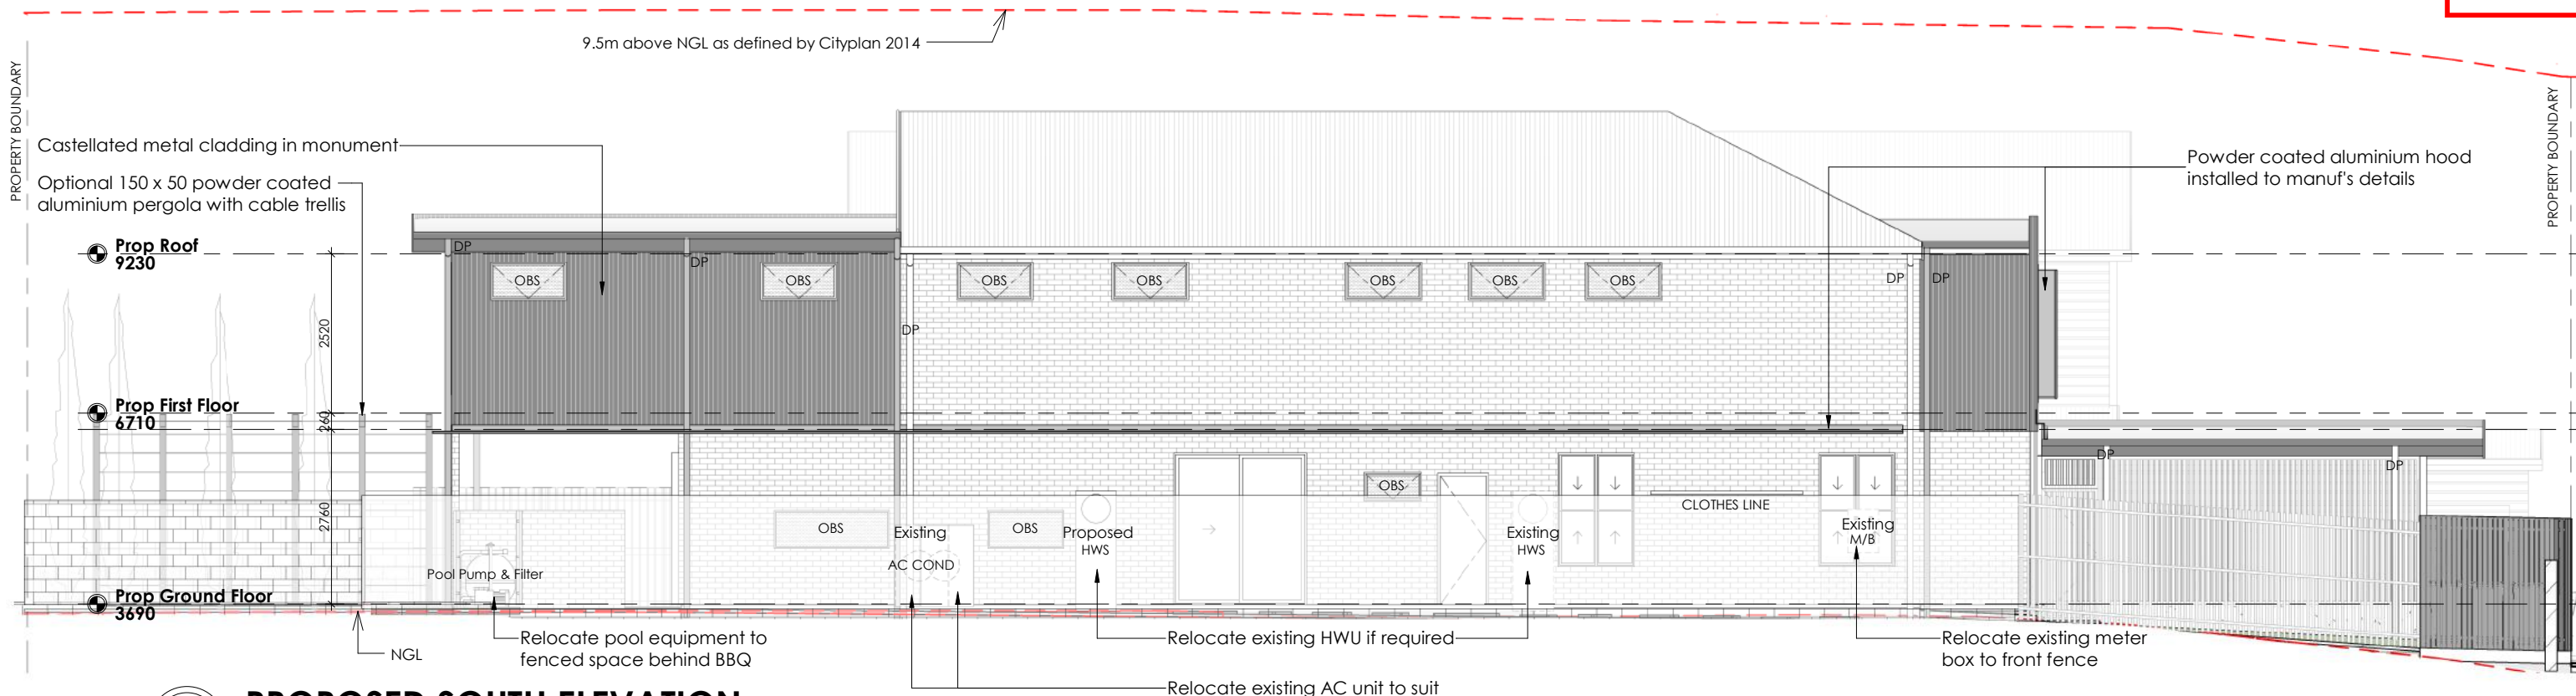 9.5m above NGL as defined by Cityplan 2014
PROPERTY BOUNDARY
PROPERTY BOUNDARY
Castellated metal cladding in monument
Optional 150 x 50 powder coated
aluminium pergola with cable trellis
Powder coated aluminium hood
installed to manuf's details
Prop Roof
9230
DP
DP
OBS
OBS
OBS
OBS
OBS
OBS
OBS
DP
DP
DP
2520
Prop First Floor
6710
260
DP
DP
OBS
CLOTHES LINE
2760
OBS
Existing
AC COND
OBS
Proposed
HWS
Existing
HWS
Existing
M/B
Pool Pump & Filter
Prop Ground Floor
3690
NGL
Relocate pool equipment to
fenced space behind BBQ
Relocate existing HWU if required
Relocate existing meter
box to front fence
Relocate existing AC unit to suit
PROPOSED SOUTH ELEVATION